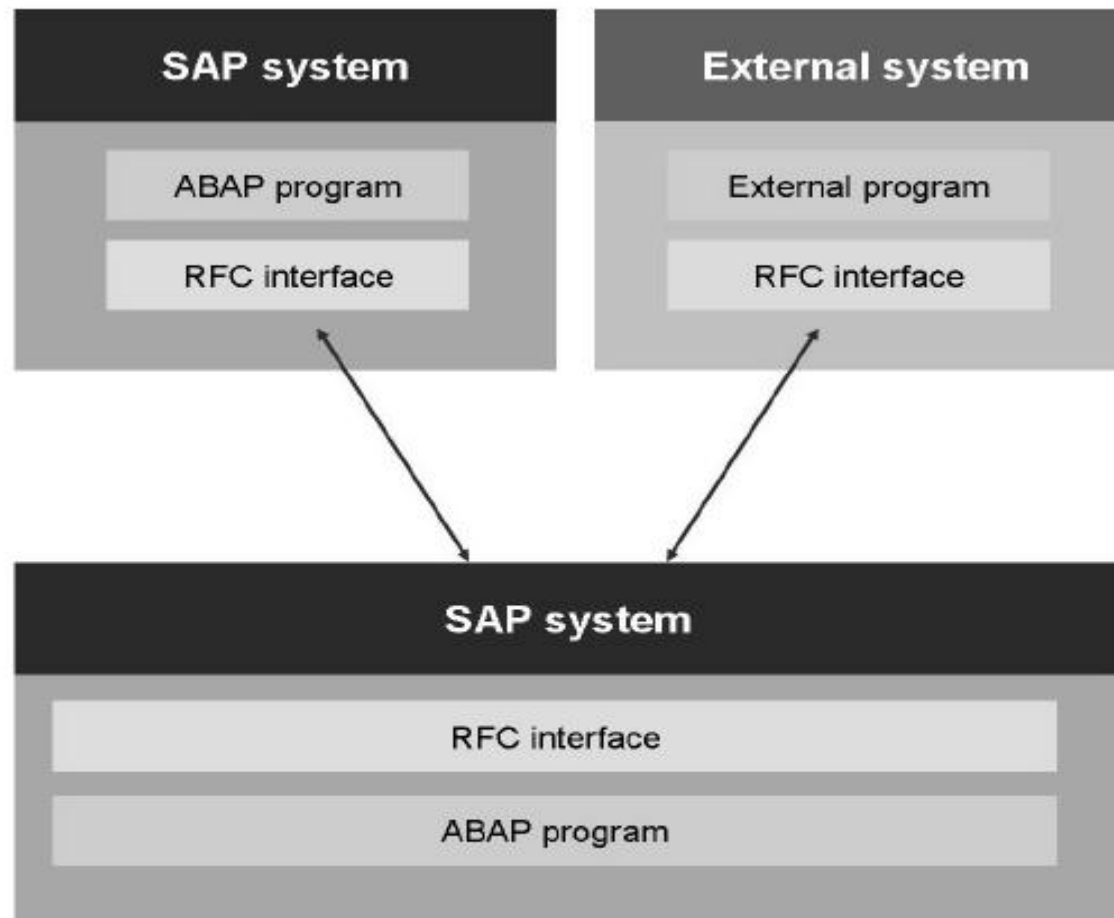 SAP system
ABAP program
RFC interface
External system
External program
RFC interface
SAP system
RFC interface
ABAP program